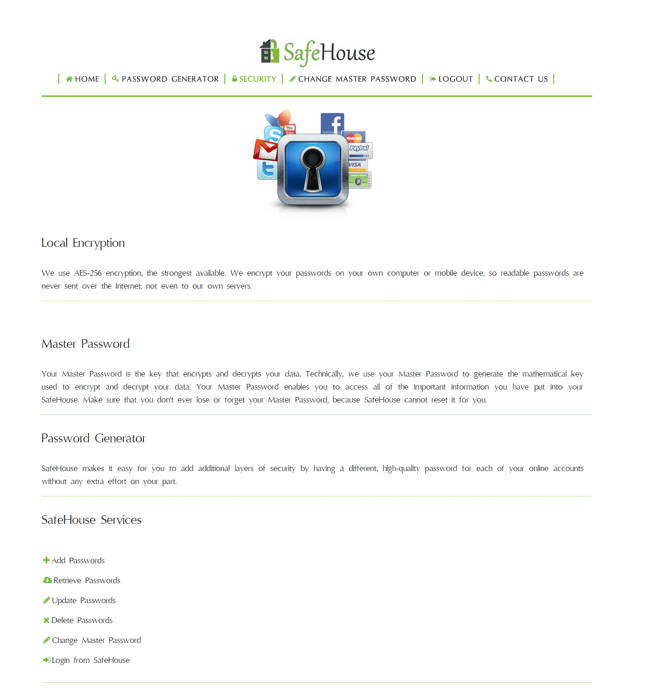 SafeHouse
HOME PASSWORD GENERATOR SECURITY CHANGE MASTER PASSWORD LOGOUT CONTACT US
You
Tube
PayPal
VISA
Local Encryption
We use AES-256 encryption, the strongest available. We encrypt your passwords on your own computer or mobile device, so readable passwords are
never sent over the Internet, not even to our own servers.
Master Password
Your Master Password is the key that encrypts and decrypts your data. Technically, we use your Master Password to generate the mathematical key
used to encrypt and decrypt your data. Your Master Password enables you to access all of the important information you have put into your
SafeHouse. Make sure that you don't ever lose or forget your Master Password, because SafeHouse cannot reset it for you.
Password Generator
SafeHouse makes it easy for you to add additional layers of security by having a different, high-quality password for each of your online accounts
without any extra effort on your part.
SafeHouse Services
Add Passwords
Retrieve Passwords
Update Passwords
Delete Passwords
Change Master Password
Login from SafeHouse